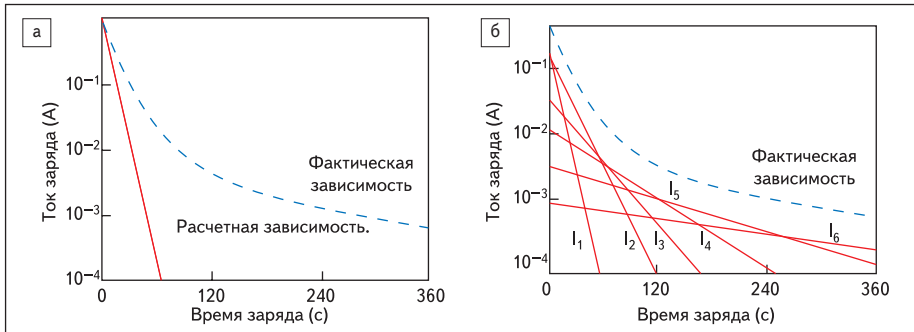 а
Ток заряда (А)
10⁻¹
10⁻²
10⁻³
10⁻⁴
Фактическая
зависимость
Расчетная зависимость.
0
120
240
360
Время заряда (с)
б
Ток заряда (А)
10⁻¹
10⁻²
10⁻³
10⁻⁴
Фактическая
зависимость
I₅
I₁
I₂
I₃
I₄
I₆
0
120
240
360
Время заряда (с)